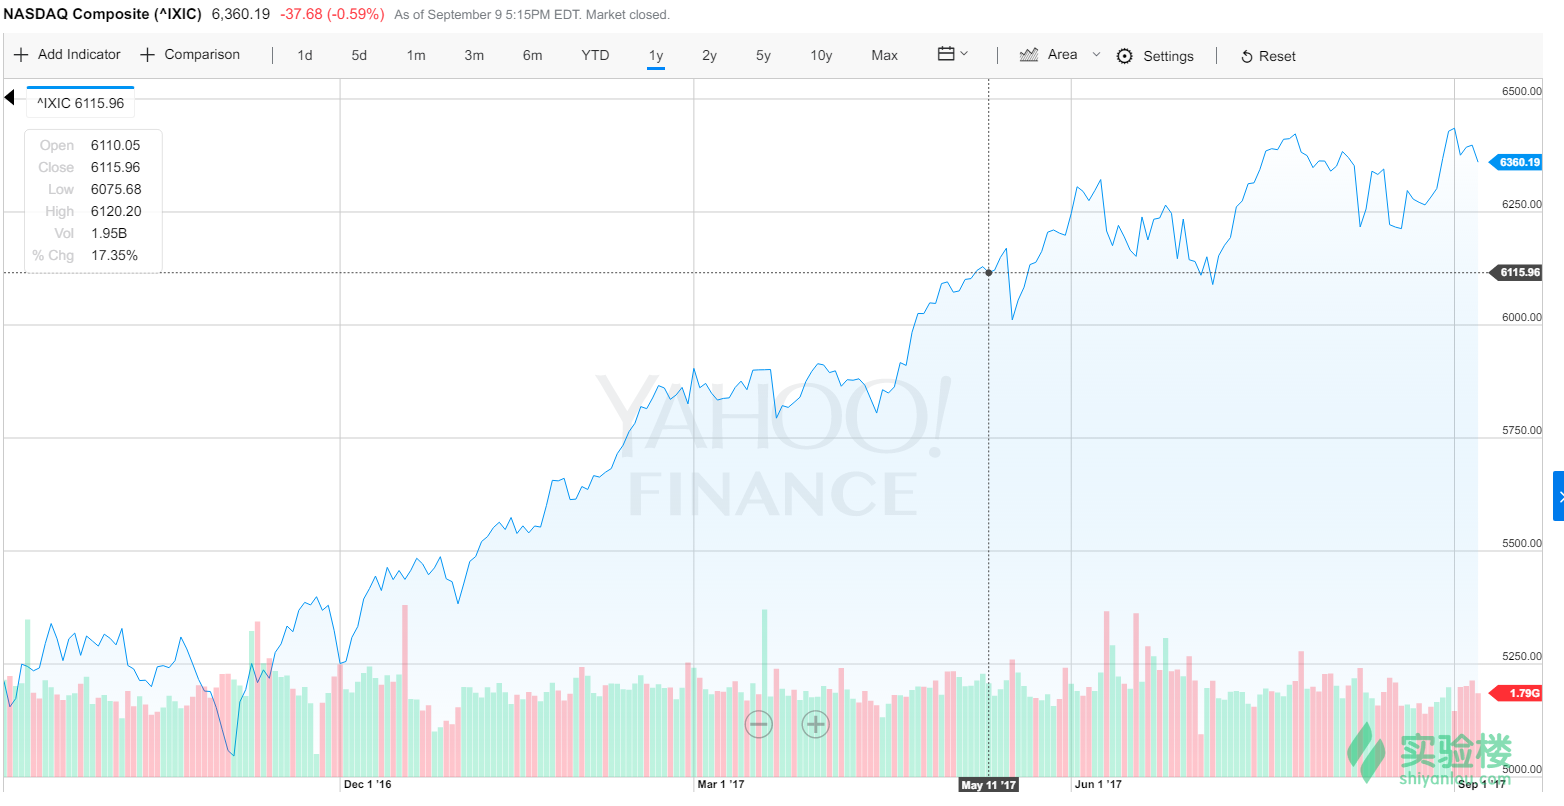 NASDAQ Composite (^IXIC) 6,360.19 -37.68 (-0.59%) As of September 9 5:15PM EDT. Market closed.
Add Indicator Comparison 1d 5d 1m 3m 6m YTD 1y 2y 5y 10y Max Area Settings Reset
^IXIC 6115.96
Open 6110.05
Close 6115.96
Low 6075.68
High 6120.20
Vol 1.95B
% Chg 17.35%
6500.00
6360.19
6250.00
6115.96
6000.00
5750.00
5500.00
5250.00
1.79G
5000.00
YAHOO!
FINANCE
Dec 1 '16 Mar 1 '17 May 11 '17 Jun 1 '17 Sep 1 '17
实验楼
shiyanlou.com